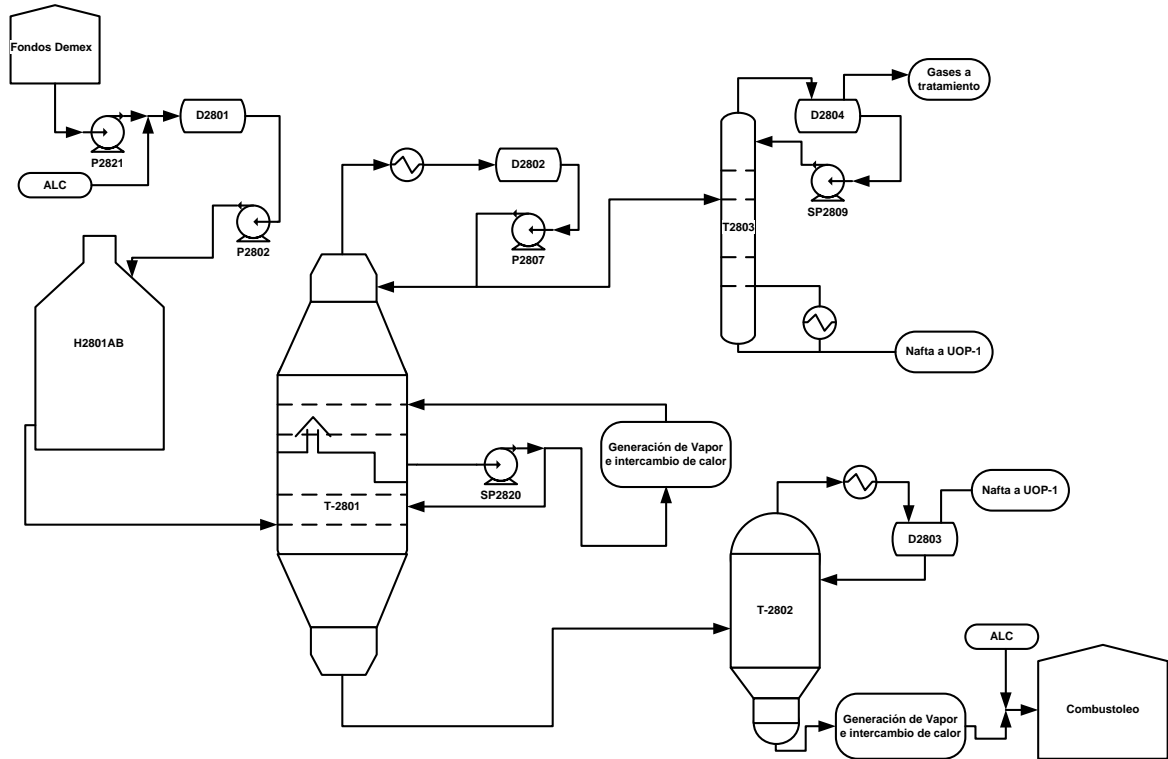 Fondos Demex
P2821
D2801
ALC
P2802
H2801AB
D2802
P2807
T-2801
SP2820
Generación de Vapor
e intercambio de calor
D2804
Gases a
tratamiento
SP2809
T2803
Nafta a UOP-1
Nafta a UOP-1
D2803
T-2802
ALC
Generación de Vapor
e intercambio de calor
Combustoleo